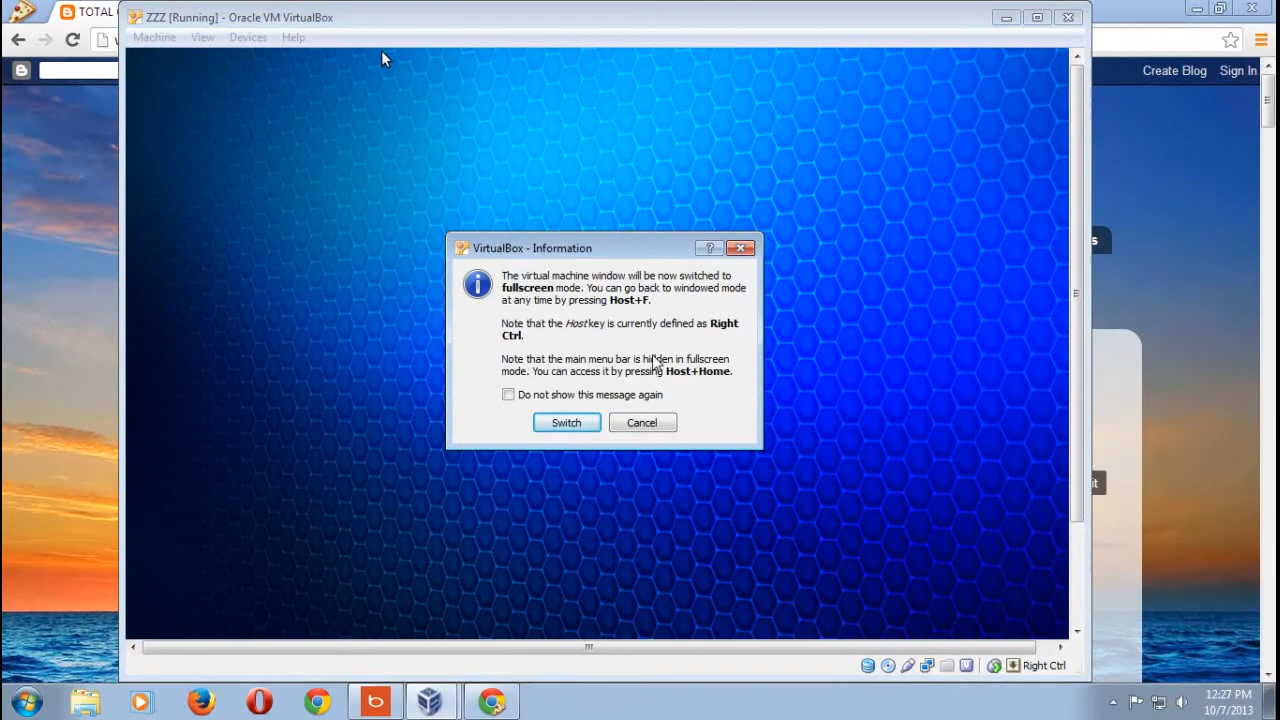 TOTAL
ZZZ [Running] - Oracle VM VirtualBox
Machine View Devices Help
Create Blog Sign In
VirtualBox - Information
The virtual machine window will be now switched to
fullscreen mode. You can go back to windowed mode
at any time by pressing Host+F.
Note that the Host key is currently defined as Right
Ctrl.
Note that the main menu bar is hidden in fullscreen
mode. You can access it by pressing Host+Home.
Do not show this message again
Switch Cancel
Right Ctrl
12:27 PM
10/7/2013